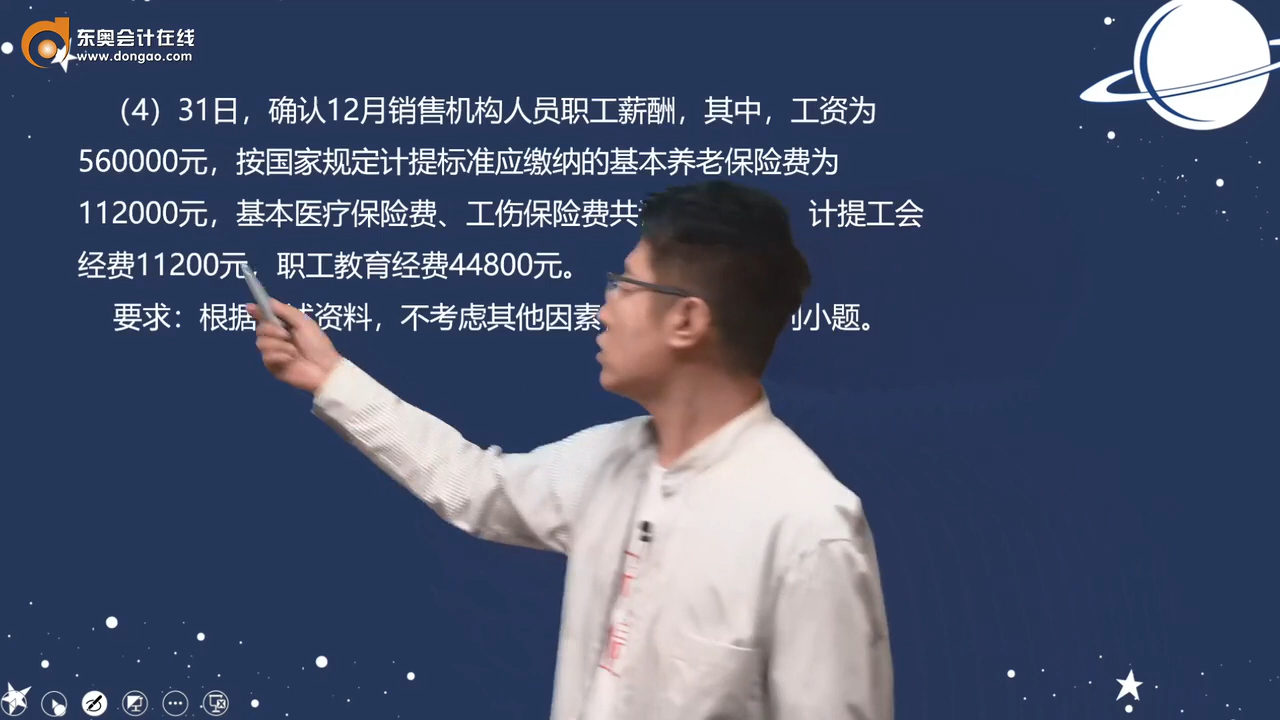 东奥会计在线
www.dongao.com
（4）31日，确认12月销售机构人员职工薪酬，其中，工资为
560000元，按国家规定计提标准应缴纳的基本养老保险费为
112000元，基本医疗保险费、工伤保险费共 计提工会
经费11200元，职工教育经费44800元。
要求：根据 资料，不考虑其他因素 小题。